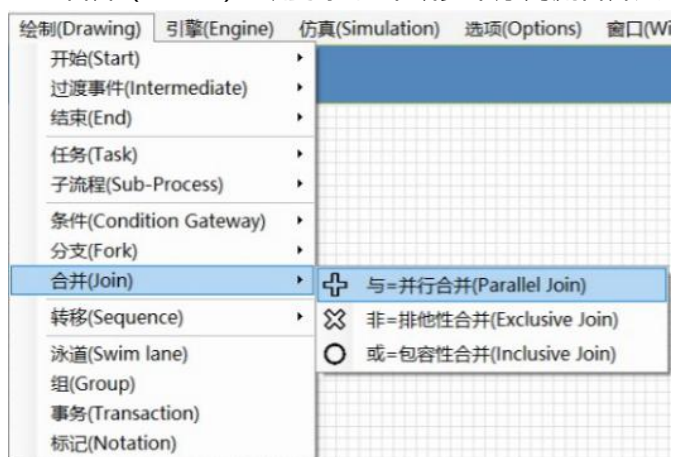 绘制(Drawing) 引擎(Engine) 仿真(Simulation) 选项(Options) 窗口(Wi
开始(Start)
过渡事件(Intermediate)
结束(End)
任务(Task)
子流程(Sub-Process)
条件(Condition Gateway)
分支(Fork)
合并(Join)
与=并行合并(Parallel Join)
转移(Sequence)
非=排他性合并(Exclusive Join)
泳道(Swim lane)
或=包容性合并(Inclusive Join)
组(Group)
事务(Transaction)
标记(Notation)